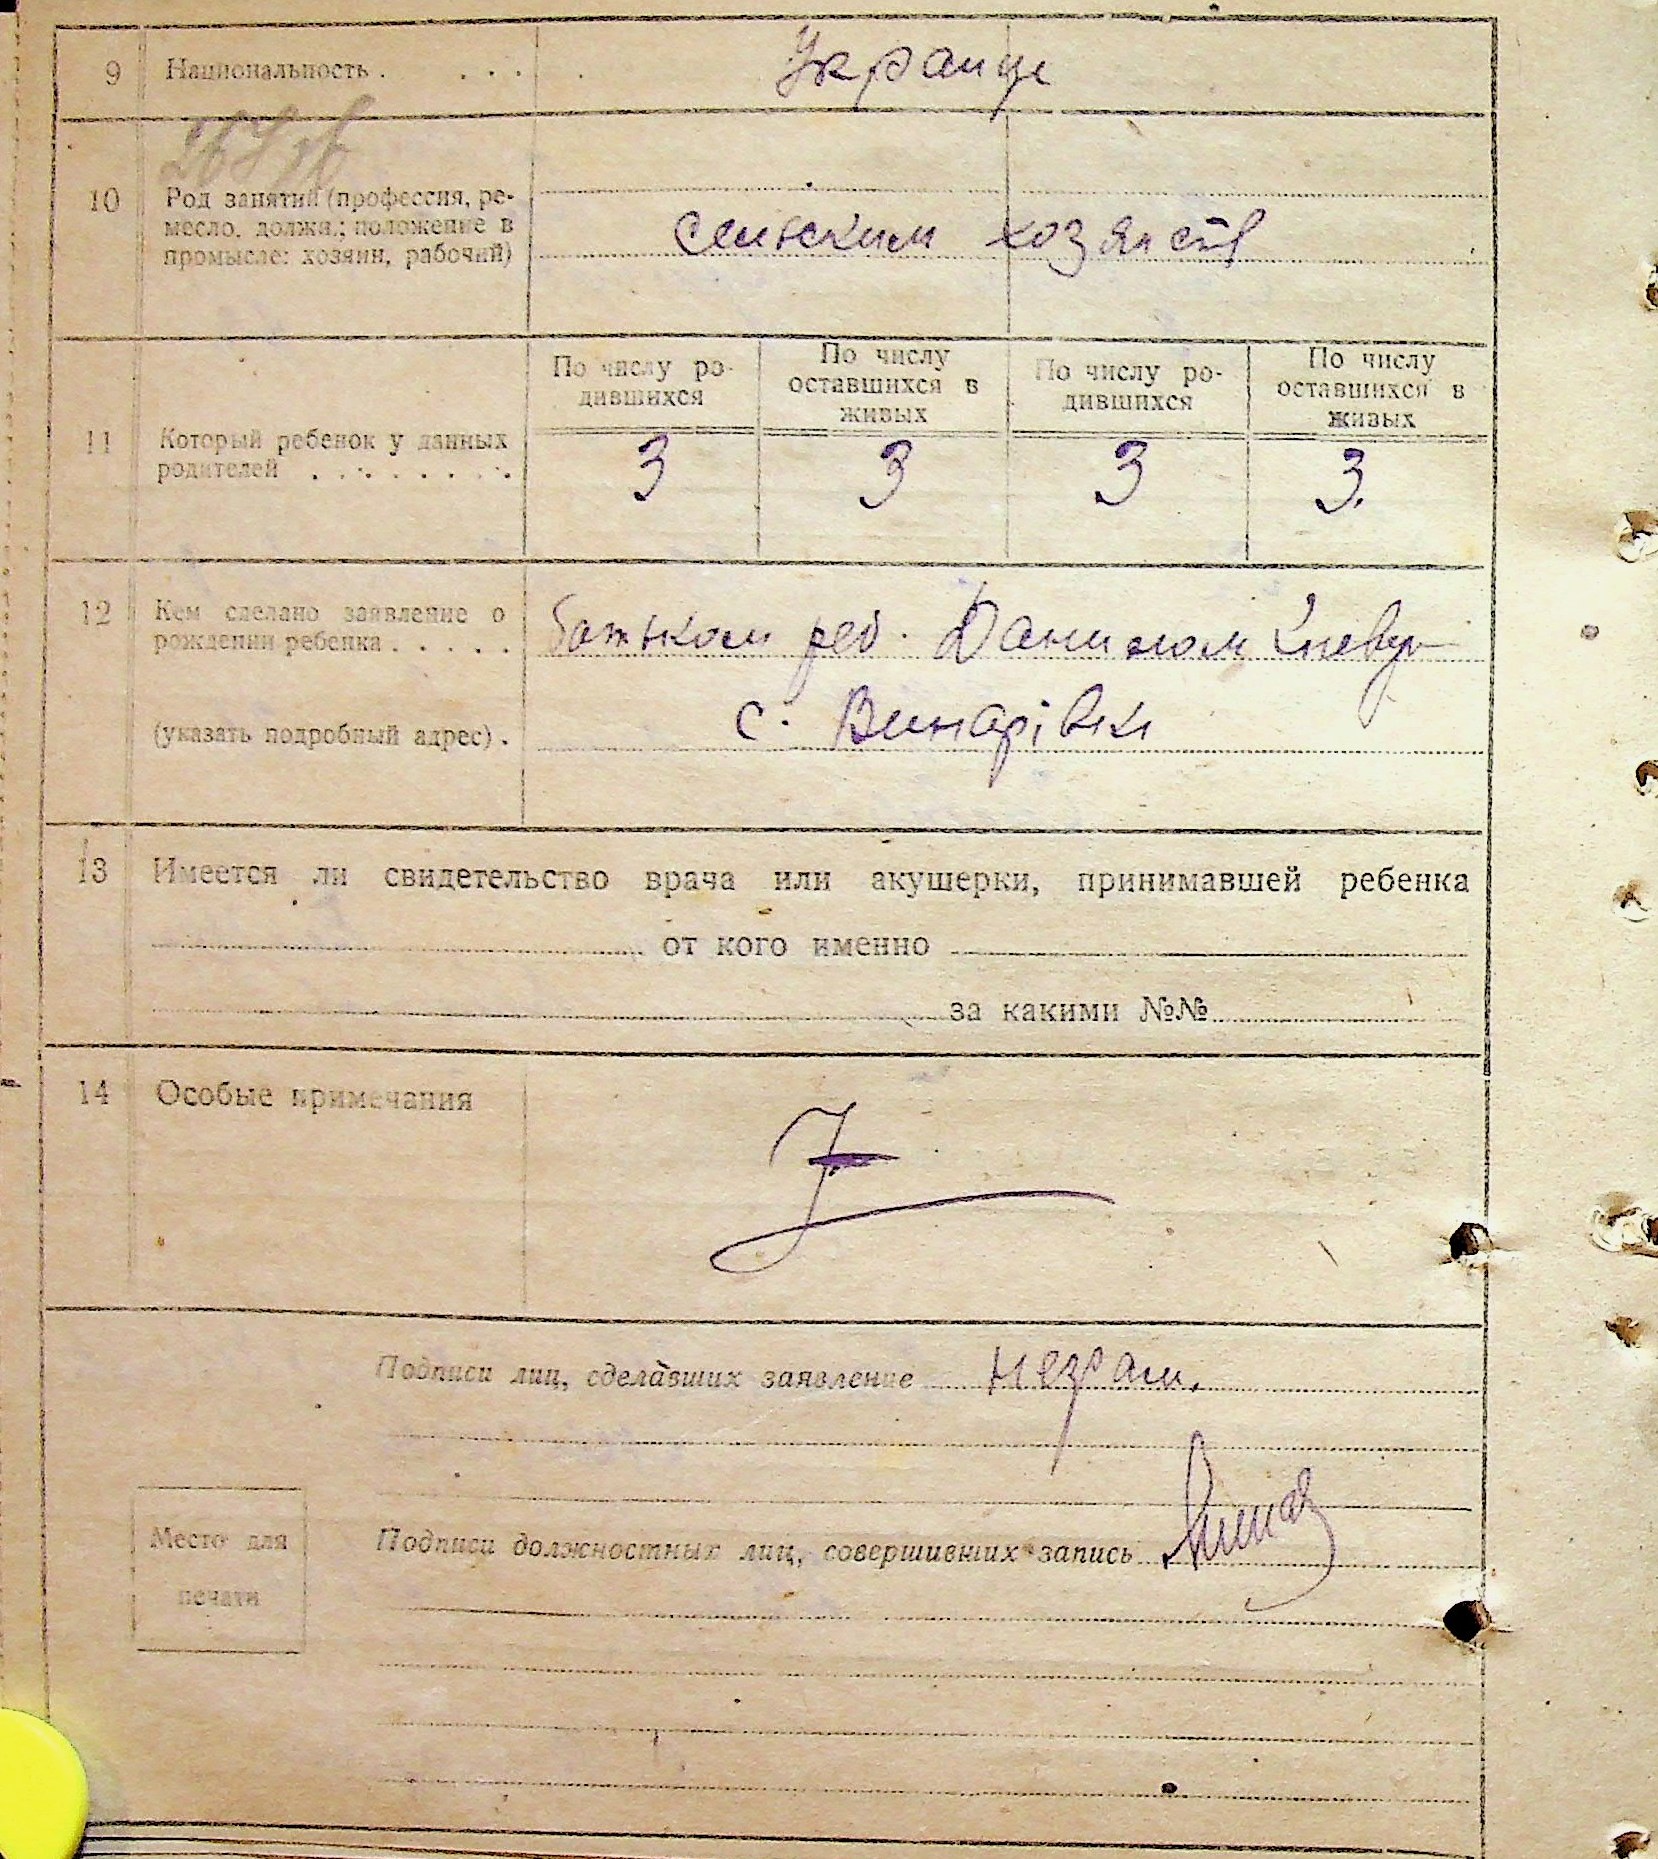 9 Национальность . . . . . Украинце
10 Род занятий (профессия, ре-
месло, должн.; положение в
промысле: хозяин, рабочий)
сельским хозяйств
По числу ро-
дившихся
По числу
оставшихся в
живых
По числу ро-
дившихся
По числу
оставшихся в
живых
11 Который ребенок у данных
родителей . . . . . . . .
3 3 3 3.
12 Кем сделано заявление о
рождении ребенка . . . . .
батьком реб. Данилом
(указать подробный адрес) . с. Винарівки
13 Имеется ли свидетельство врача или акушерки, принимавшей ребенка
от кого именно
за какими №№
14 Особые примечания
Подписи лиц, сделавших заявление неграм.
Место для
печати
Подписи должностных лиц, совершивших запись